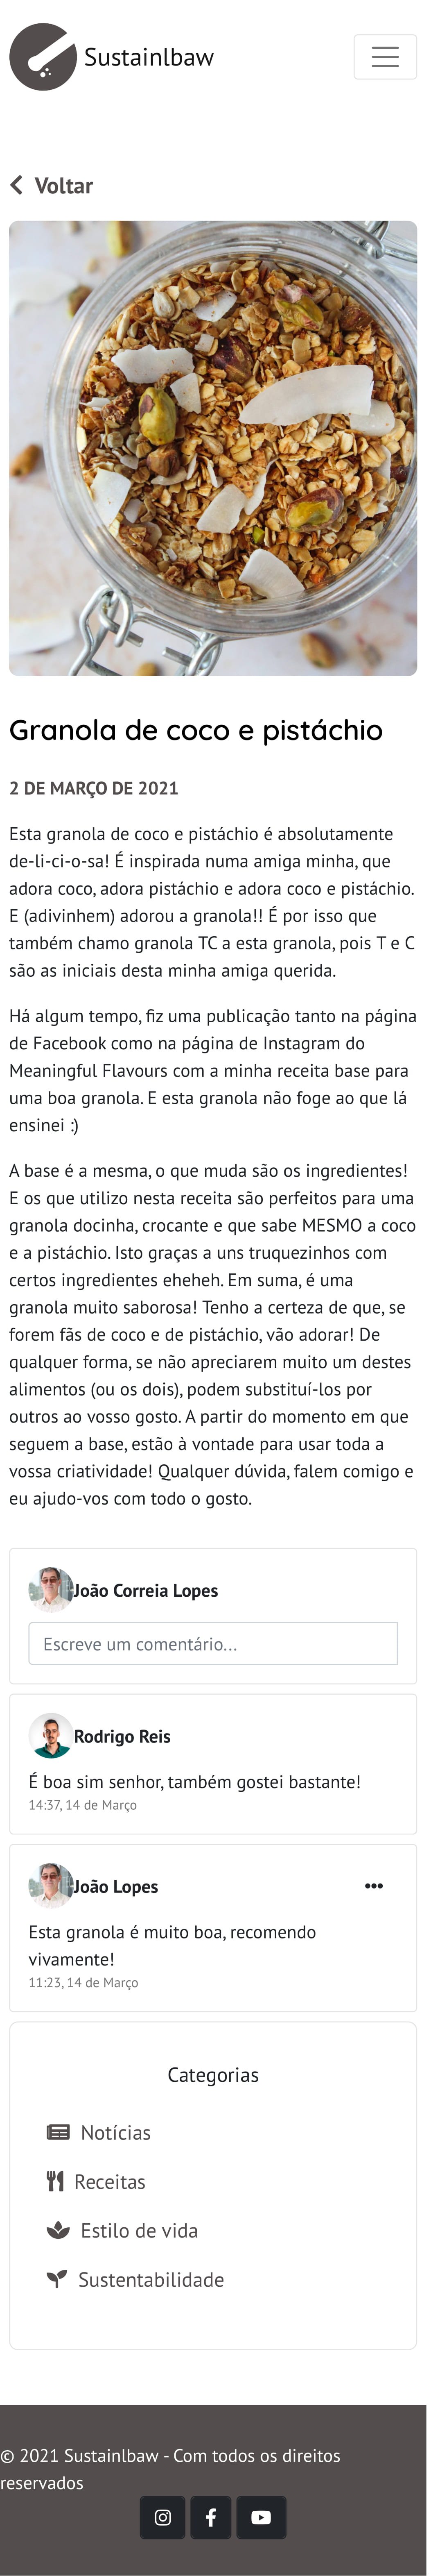 Sustainlbaw
Voltar
Granola de coco e pistáchio
2 DE MARÇO DE 2021
Esta granola de coco e pistáchio é absolutamente
de-li-ci-o-sa! É inspirada numa amiga minha, que
adora coco, adora pistáchio e adora coco e pistáchio.
E (adivinhem) adorou a granola!! É por isso que
também chamo granola TC a esta granola, pois T e C
são as iniciais desta minha amiga querida.
Há algum tempo, fiz uma publicação tanto na página
de Facebook como na página de Instagram do
Meaningful Flavours com a minha receita base para
uma boa granola. E esta granola não foge ao que lá
ensinei :)
A base é a mesma, o que muda são os ingredientes!
E os que utilizo nesta receita são perfeitos para uma
granola docinha, crocante e que sabe MESMO a coco
e a pistáchio. Isto graças a uns truquezinhos com
certos ingredientes eheheh. Em suma, é uma
granola muito saborosa! Tenho a certeza de que, se
forem fãs de coco e de pistáchio, vão adorar! De
qualquer forma, se não apreciarem muito um destes
alimentos (ou os dois), podem substituí-los por
outros ao vosso gosto. A partir do momento em que
seguem a base, estão à vontade para usar toda a
vossa criatividade! Qualquer dúvida, falem comigo e
eu ajudo-vos com todo o gosto.
João Correia Lopes
Escreve um comentário...
Rodrigo Reis
É boa sim senhor, também gostei bastante!
14:37, 14 de Março
João Lopes
Esta granola é muito boa, recomendo
vivamente!
11:23, 14 de Março
Categorias
Notícias
Receitas
Estilo de vida
Sustentabilidade
© 2021 Sustainlbaw - Com todos os direitos
reservados